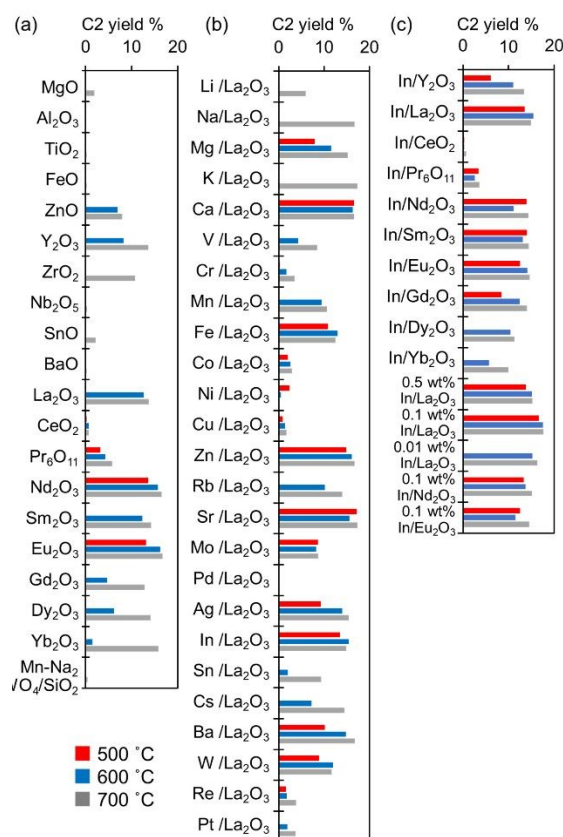 (a) C2 yield %
0 10 20
MgO
Al₂O₃
TiO₂
FeO
ZnO
Y₂O₃
ZrO₂
Nb₂O₅
SnO
BaO
La₂O₃
CeO₂
Pr₆O₁₁
Nd₂O₃
Sm₂O₃
Eu₂O₃
Gd₂O₃
Dy₂O₃
Yb₂O₃
Mn-Na₂
/O₄/SiO₂
500 ˚C
600 ˚C
700 ˚C
(b) C2 yield %
0 10 20
Li /La₂O₃
Na/La₂O₃
Mg /La₂O₃
K /La₂O₃
Ca /La₂O₃
V /La₂O₃
Cr /La₂O₃
Mn /La₂O₃
Fe /La₂O₃
Co /La₂O₃
Ni /La₂O₃
Cu /La₂O₃
Zn /La₂O₃
Rb /La₂O₃
Sr /La₂O₃
Mo /La₂O₃
Pd /La₂O₃
Ag /La₂O₃
In /La₂O₃
Sn /La₂O₃
Cs /La₂O₃
Ba /La₂O₃
W /La₂O₃
Re /La₂O₃
Pt /La₂O₃
C2 yield %
0 10 20
(c)
In/Y₂O₃
In/La₂O₃
In/CeO₂
In/Pr₆O₁₁
In/Nd₂O₃
In/Sm₂O₃
In/Eu₂O₃
In/Gd₂O₃
In/Dy₂O₃
In/Yb₂O₃
0.5 wt%
In/La₂O₃
0.1 wt%
In/La₂O₃
0.01 wt%
In/La₂O₃
0.1 wt%
In/Nd₂O₃
0.1 wt%
In/Eu₂O₃